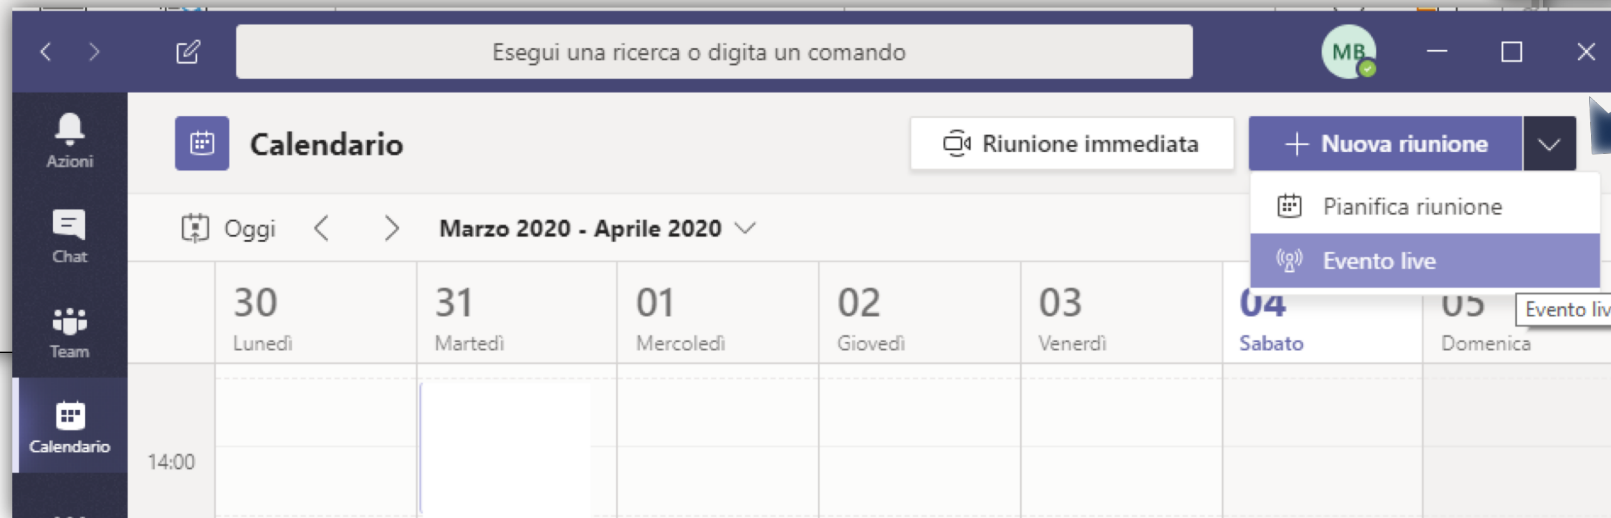 Esegui una ricerca o digita un comando
MB
Azioni
Calendario
Riunione immediata
Nuova riunione
Chat
Oggi
Marzo 2020 - Aprile 2020
Pianifica riunione
Evento live
Team
30
31
01
02
03
04
05
Evento liv
Lunedì
Martedì
Mercoledì
Giovedì
Venerdì
Sabato
Domenica
Calendario
14:00